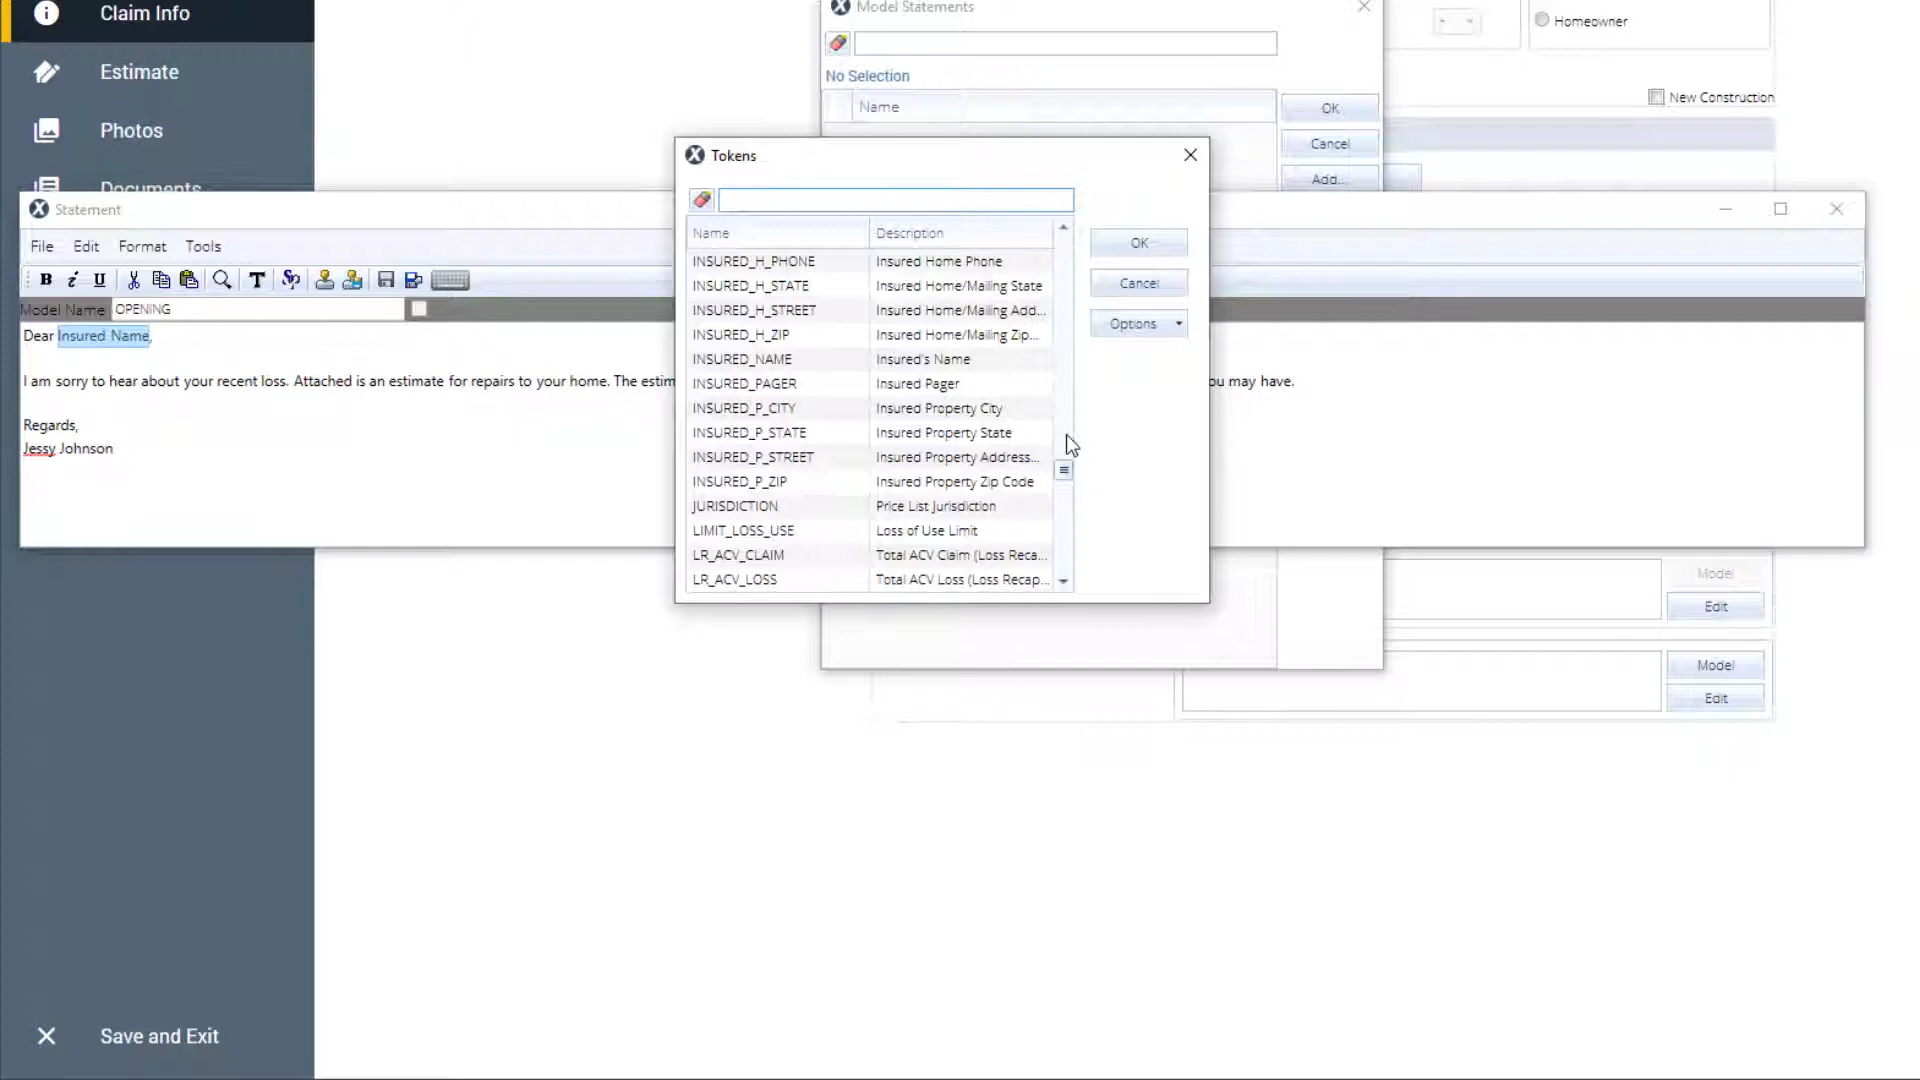 Claim Info
Estimate
Photos
Documents
Save and Exit
Model Statements
No Selection
Name
OK
Cancel
Add...
Homeowner
New Construction
Statement
File Edit Format Tools
B i U T
Model Name OPENING
Dear Insured Name,
I am sorry to hear about your recent loss. Attached is an estimate for repairs to your home. The estim
ou may have.
Regards,
Jessy Johnson
Tokens
Name Description
INSURED_H_PHONE Insured Home Phone
INSURED_H_STATE Insured Home/Mailing State
INSURED_H_STREET Insured Home/Mailing Add...
INSURED_H_ZIP Insured Home/Mailing Zip...
INSURED_NAME Insured's Name
INSURED_PAGER Insured Pager
INSURED_P_CITY Insured Property City
INSURED_P_STATE Insured Property State
INSURED_P_STREET Insured Property Address...
INSURED_P_ZIP Insured Property Zip Code
JURISDICTION Price List Jurisdiction
LIMIT_LOSS_USE Loss of Use Limit
LR_ACV_CLAIM Total ACV Claim (Loss Reca...
LR_ACV_LOSS Total ACV Loss (Loss Recap...
OK
Cancel
Options
Model
Edit
Model
Edit